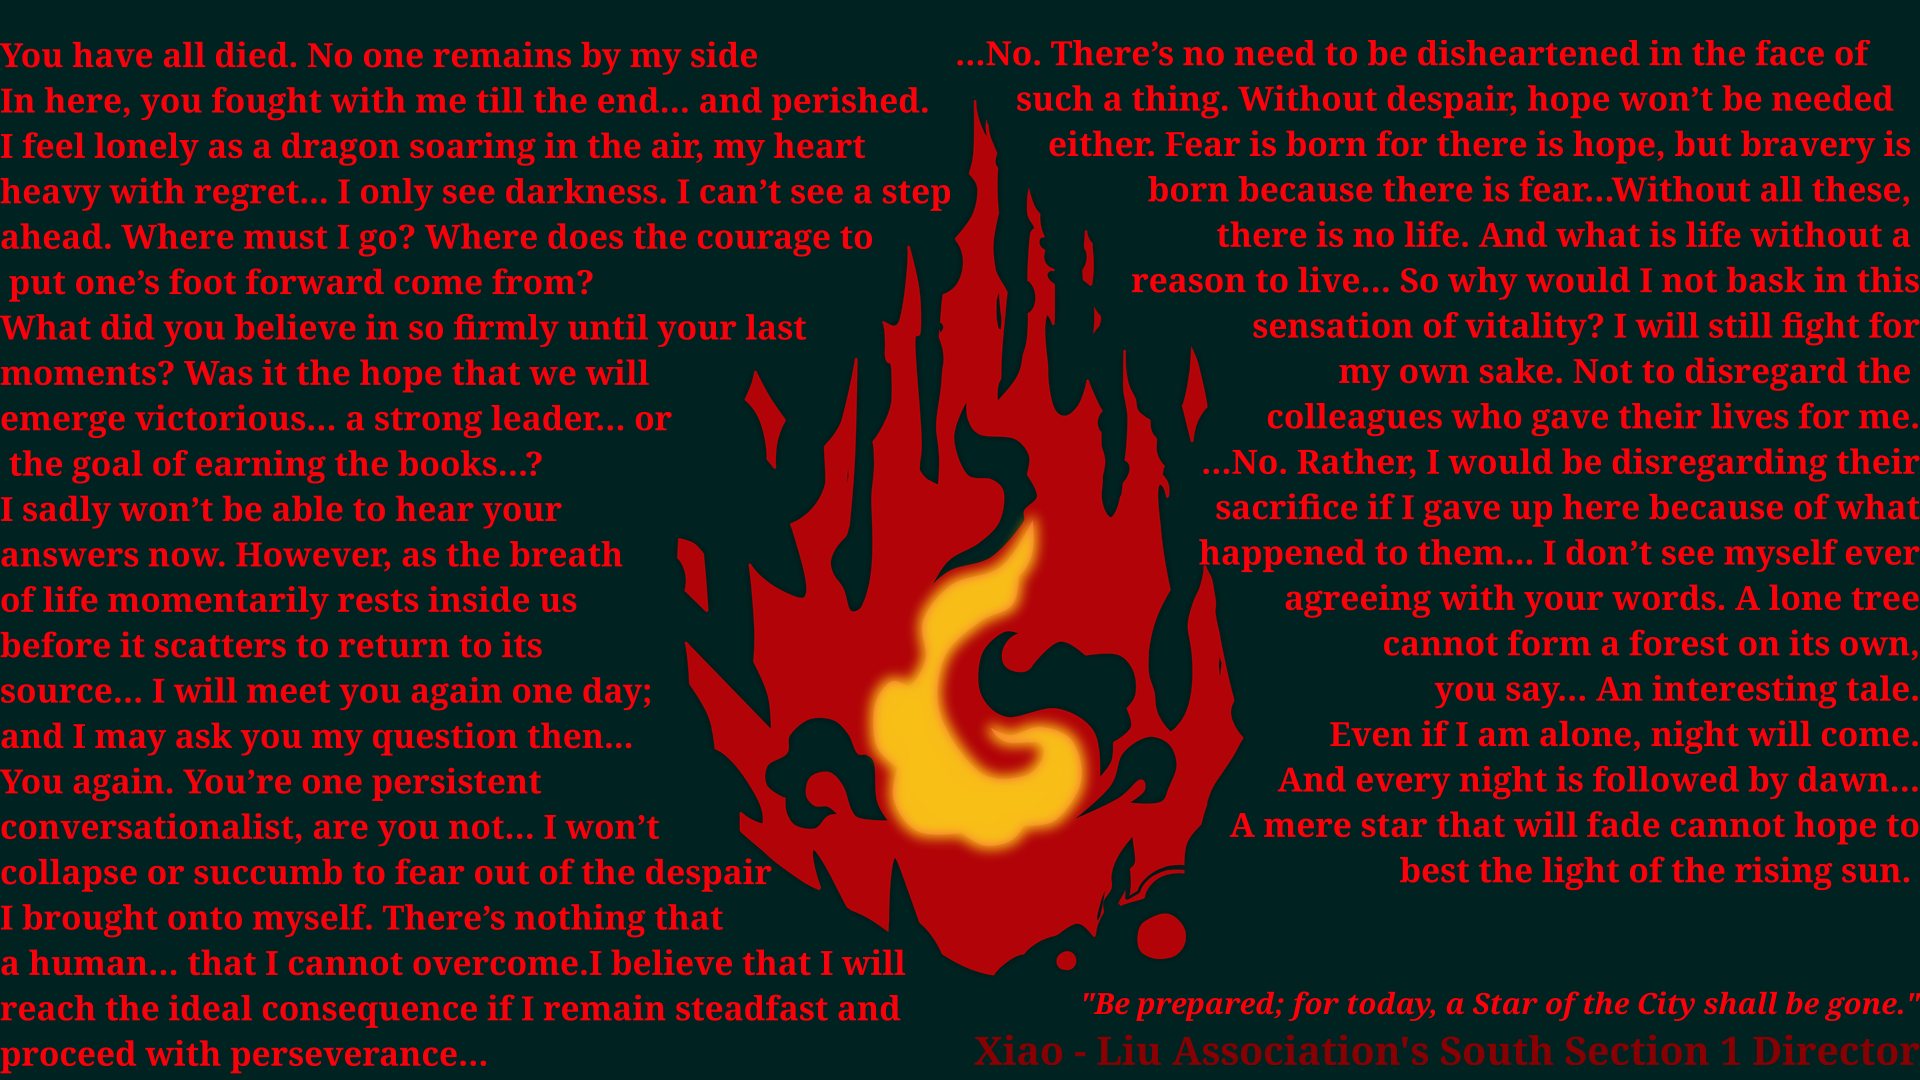 You have all died. No one remains by my side
In here, you fought with me till the end... and perished.
I feel lonely as a dragon soaring in the air, my heart
heavy with regret... I only see darkness. I can’t see a step
ahead. Where must I go? Where does the courage to
put one’s foot forward come from?
What did you believe in so firmly until your last
moments? Was it the hope that we will
emerge victorious... a strong leader... or
the goal of earning the books...?
I sadly won’t be able to hear your
answers now. However, as the breath
of life momentarily rests inside us
before it scatters to return to its
source... I will meet you again one day;
and I may ask you my question then...
You again. You’re one persistent
conversationalist, are you not... I won’t
collapse or succumb to fear out of the despair
I brought onto myself. There’s nothing that
a human... that I cannot overcome.I believe that I will
reach the ideal consequence if I remain steadfast and
proceed with perseverance...
...No. There’s no need to be disheartened in the face of
such a thing. Without despair, hope won’t be needed
either. Fear is born for there is hope, but bravery is
born because there is fear...Without all these,
there is no life. And what is life without a
reason to live... So why would I not bask in this
sensation of vitality? I will still fight for
my own sake. Not to disregard the
colleagues who gave their lives for me.
...No. Rather, I would be disregarding their
sacrifice if I gave up here because of what
happened to them... I don’t see myself ever
agreeing with your words. A lone tree
cannot form a forest on its own,
you say... An interesting tale.
Even if I am alone, night will come.
And every night is followed by dawn...
A mere star that will fade cannot hope to
best the light of the rising sun.
"Be prepared; for today, a Star of the City shall be gone."
Xiao - Liu Association's South Section 1 Director